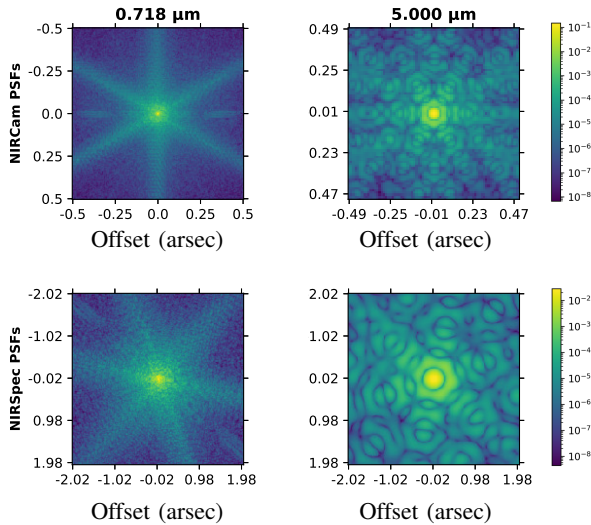 0.718 μm 5.000 μm
NIRCam PSFs
-0.5 -0.25 0.0 0.25 0.5
-0.5 -0.25 0.0 0.25 0.5
Offset (arsec)
0.49 0.25 0.01 0.23 0.47
-0.49 -0.25 -0.01 0.23 0.47
Offset (arsec)
10⁻¹ 10⁻² 10⁻³ 10⁻⁴ 10⁻⁵ 10⁻⁶ 10⁻⁷ 10⁻⁸
NIRSpec PSFs
-2.02 -1.02 -0.02 0.98 1.98
-2.02 -1.02 -0.02 0.98 1.98
Offset (arsec)
2.02 1.02 0.02 0.98 1.98
-2.02 -1.02 -0.02 0.98 1.98
Offset (arsec)
10⁻² 10⁻³ 10⁻⁴ 10⁻⁵ 10⁻⁶ 10⁻⁷ 10⁻⁸